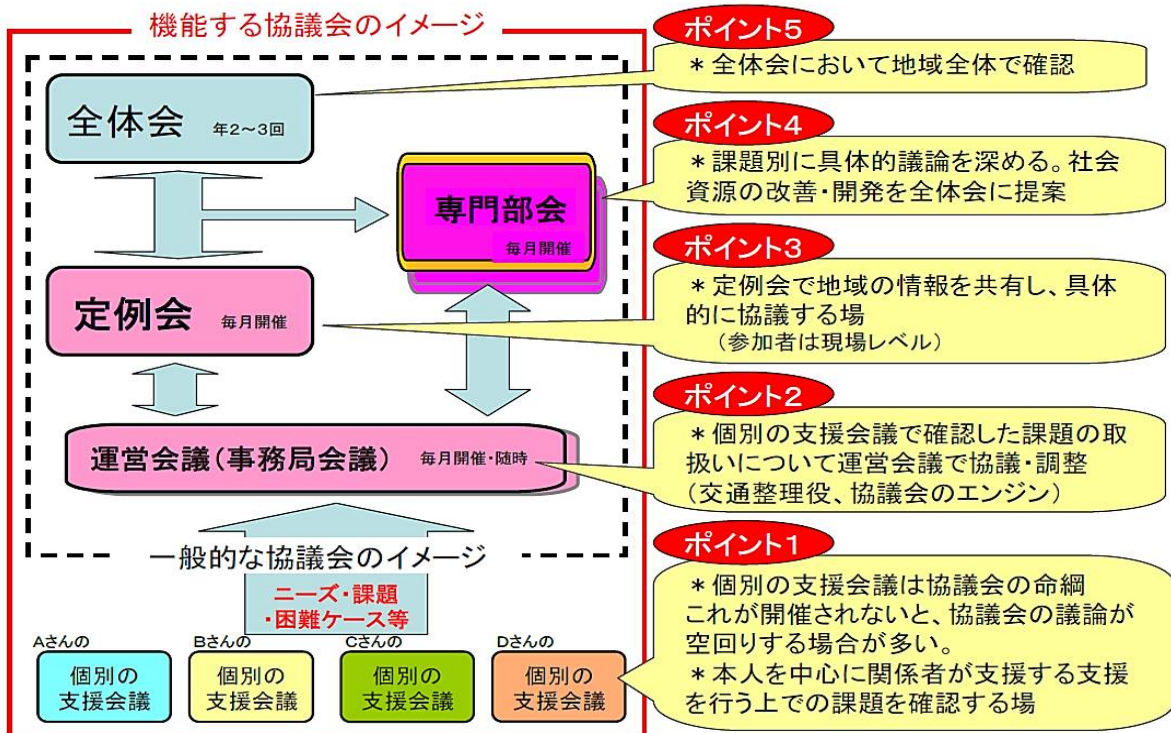 機能する協議会のイメージ
全体会 年2～3回
専門部会
毎月開催
定例会 毎月開催
運営会議(事務局会議) 毎月開催・随時
一般的な協議会のイメージ
ニーズ・課題
・困難ケース等
Aさんの
個別の
支援会議
Bさんの
個別の
支援会議
Cさんの
個別の
支援会議
Dさんの
個別の
支援会議
ポイント5
＊全体会において地域全体で確認
ポイント4
＊課題別に具体的議論を深める。社会
資源の改善・開発を全体会に提案
ポイント3
＊定例会で地域の情報を共有し、具体
的に協議する場
（参加者は現場レベル）
ポイント2
＊個別の支援会議で確認した課題の取
扱いについて運営会議で協議・調整
（交通整理役、協議会のエンジン）
ポイント1
＊個別の支援会議は協議会の命綱
これが開催されないと、協議会の議論が
空回りする場合が多い。
＊本人を中心に関係者が支援する支援
を行う上での課題を確認する場